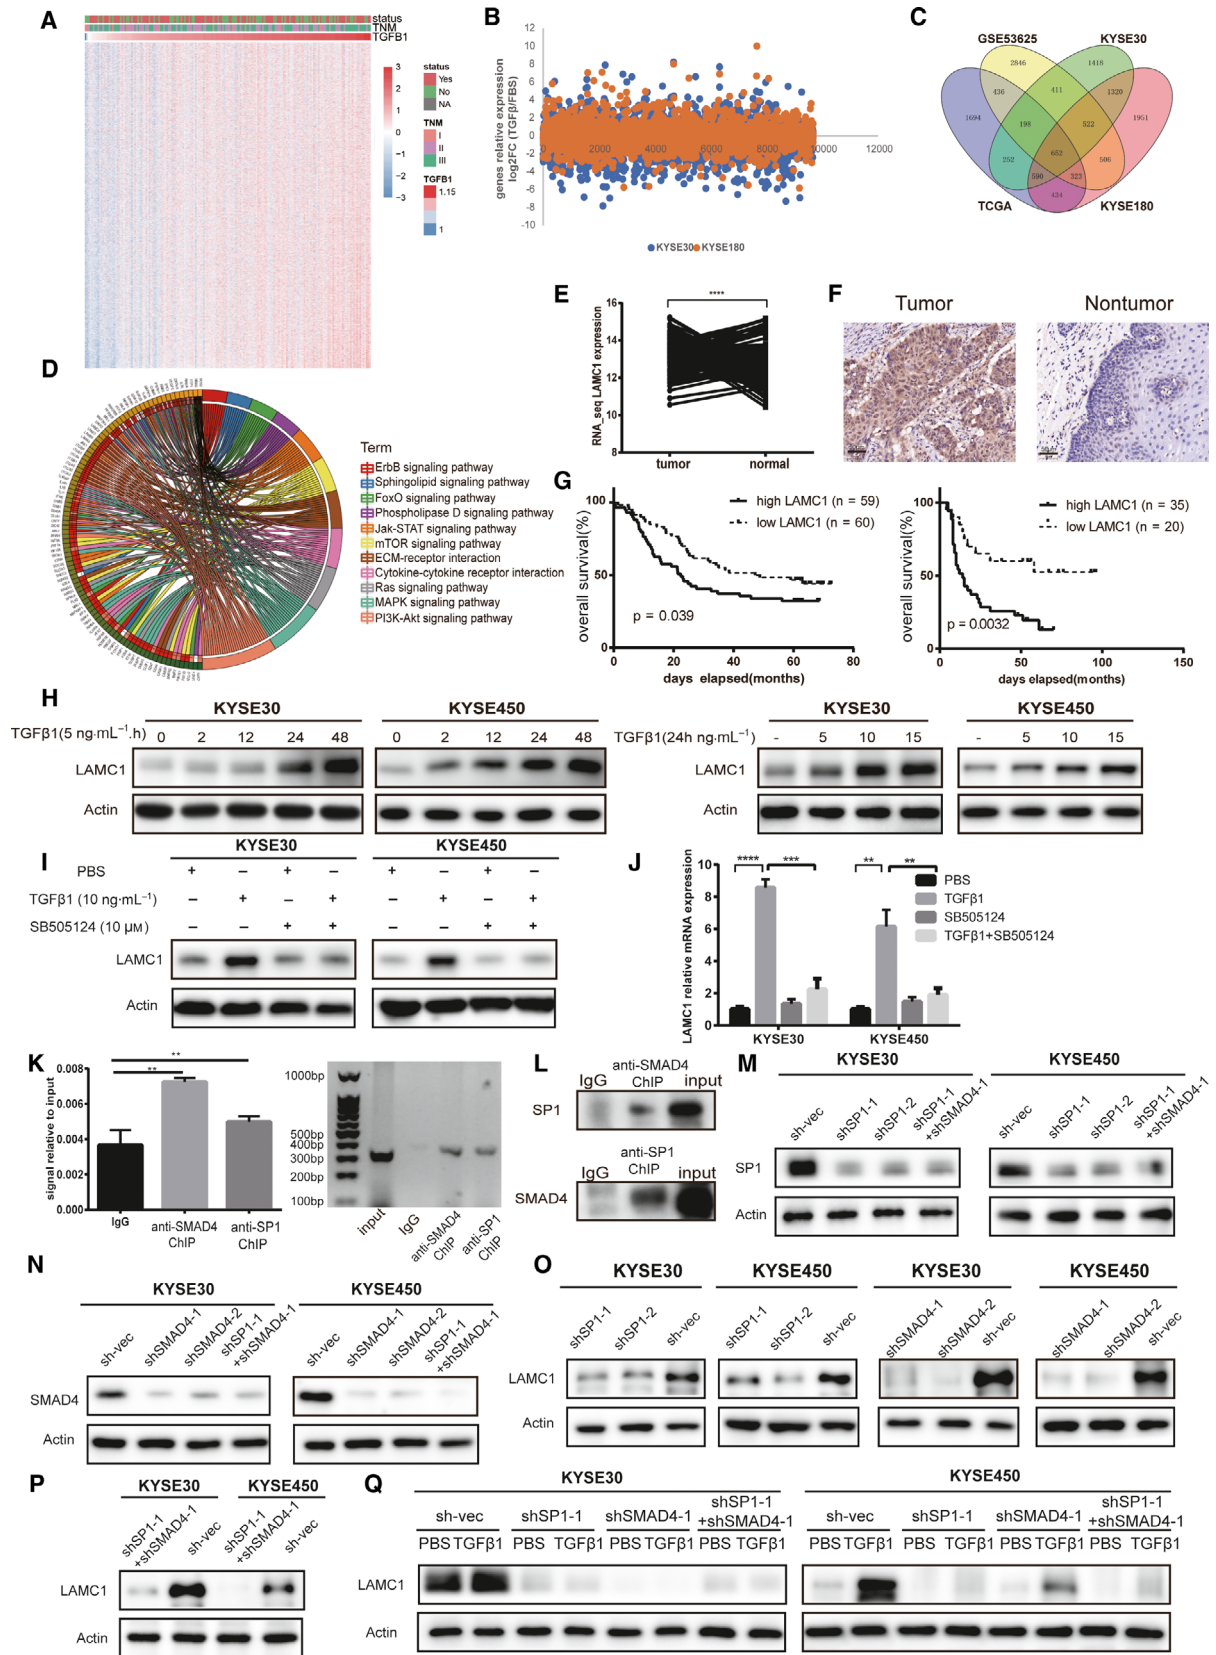 A
status
TNM
TGFB1
3
2
1
0
−1
−2
−3
status
Yes
No
NA
TNM
I
II
III
TGFB1
1.15
1
B
genes relative expression
log2FC (TGFβ/FBS)
12
10
8
6
4
2
0
-2
-4
-6
-8
-10
0 2000 4000 6000 8000 10000 12000
KYSE30 KYSE180
C
GSE53625 KYSE30
2846 1418
436 411 1320
1694 198 522 1951
252 652 506
590 323
434
TCGA KYSE180
D
Term
ErbB signaling pathway
Sphingolipid signaling pathway
FoxO signaling pathway
Phospholipase D signaling pathway
Jak-STAT signaling pathway
mTOR signaling pathway
ECM-receptor interaction
Cytokine-cytokine receptor interaction
Ras signaling pathway
MAPK signaling pathway
PI3K-Akt signaling pathway
E
RNA_seq LAMC1 expression
16
14
12
10
8
****
tumor normal
F
Tumor Nontumor
G
overall survival(%)
100
50
0
0 20 40 60 80
days elapsed(months)
high LAMC1 (n = 59)
low LAMC1 (n = 60)
p = 0.039
overall survival(%)
100
50
0
0 50 100 150
days elapsed(months)
high LAMC1 (n = 35)
low LAMC1 (n = 20)
p = 0.0032
H
KYSE30 KYSE450
TGFβ1(5 ng·mL−1.h) 0 2 12 24 48 0 2 12 24 48
LAMC1
Actin
KYSE30 KYSE450
TGFβ1(24h ng·mL−1) - 5 10 15 - 5 10 15
LAMC1
Actin
I
KYSE30 KYSE450
PBS + − + − + − + −
TGFβ1 (10 ng·mL−1) − + − + − + − +
SB505124 (10 μM) − − + + − − + +
LAMC1
Actin
J
LAMC1 relative mRNA expression
10
8
6
4
2
0
**** *** ** **
PBS
TGFβ1
SB505124
TGFβ1+SB505124
KYSE30 KYSE450
K
signal relative to input
0.008
0.006
0.004
0.002
0.000
**
**
IgG anti-SMAD4 ChIP anti-SP1 ChIP
1000bp
500bp
400bp
300bp
200bp
100bp
input IgG anti-SMAD4 ChIP anti-SP1 ChIP
L
IgG anti-SMAD4 ChIP input
SP1
IgG anti-SP1 ChIP input
SMAD4
M
KYSE30 KYSE450
sh-vec shSP1-1 shSP1-2 shSP1-1 +shSMAD4-1 sh-vec shSP1-1 shSP1-2 shSP1-1 +shSMAD4-1
SP1
Actin
N
KYSE30 KYSE450
sh-vec shSMAD4-1 shSMAD4-2 shSP1-1 +shSMAD4-1 sh-vec shSMAD4-1 shSMAD4-2 shSP1-1 +shSMAD4-1
SMAD4
Actin
O
KYSE30 KYSE450 KYSE30 KYSE450
shSP1-1 shSP1-2 sh-vec shSP1-1 shSP1-2 sh-vec shSMAD4-1 shSMAD4-2 sh-vec shSMAD4-1 shSMAD4-2 sh-vec
LAMC1
Actin
P
KYSE30 KYSE450
shSP1-1 +shSMAD4-1 sh-vec shSP1-1 +shSMAD4-1 sh-vec
LAMC1
Actin
Q
KYSE30 KYSE450
sh-vec shSP1-1 shSMAD4-1 shSP1-1 +shSMAD4-1 sh-vec shSP1-1 shSMAD4-1 shSP1-1 +shSMAD4-1
PBS TGFβ1 PBS TGFβ1 PBS TGFβ1 PBS TGFβ1 PBS TGFβ1 PBS TGFβ1 PBS TGFβ1 PBS TGFβ1
LAMC1
Actin